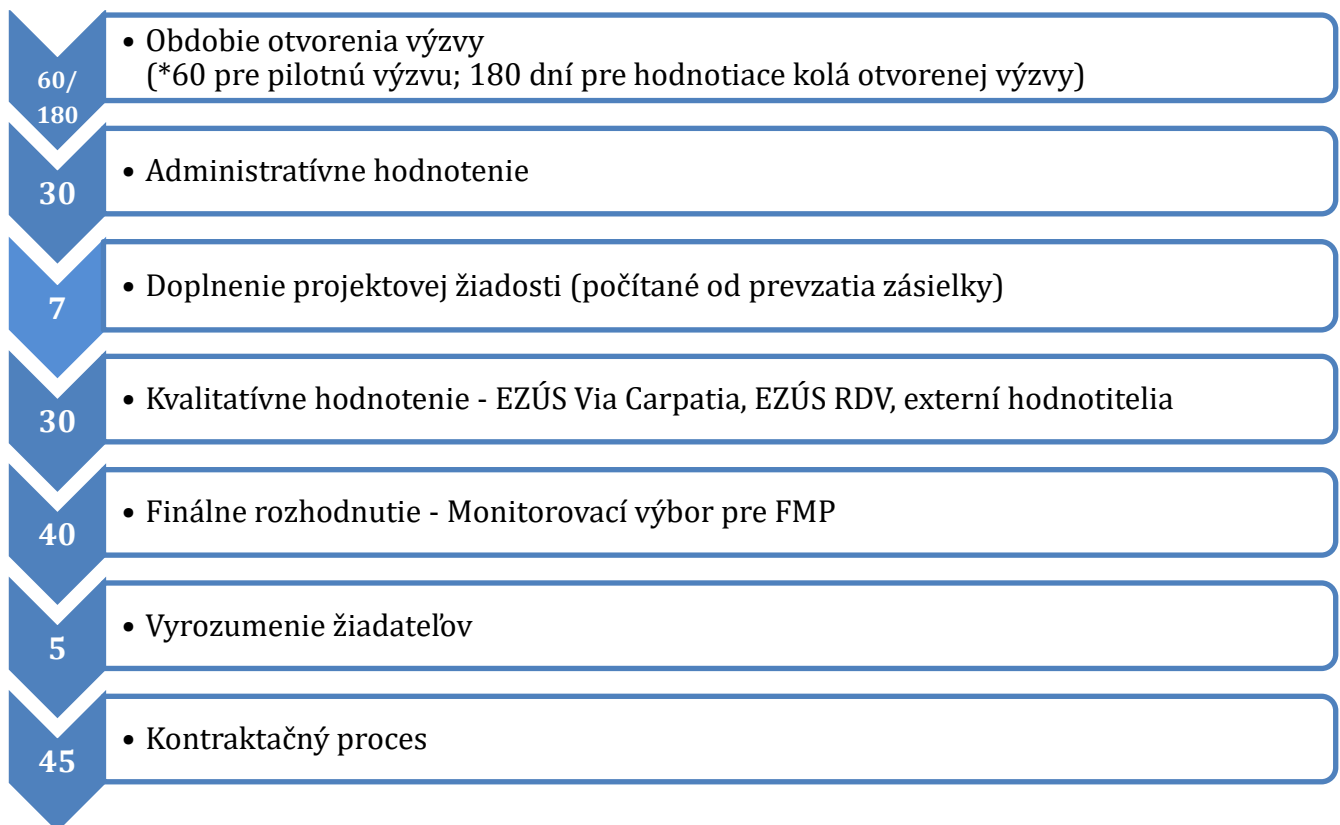 60/
180
• Obdobie otvorenia výzvy
(*60 pre pilotnú výzvu; 180 dní pre hodnotiace kolá otvorenej výzvy)
30
• Administratívne hodnotenie
7
• Doplnenie projektovej žiadosti (počítané od prevzatia zásielky)
30
• Kvalitatívne hodnotenie - EZÚS Via Carpatia, EZÚS RDV, externí hodnotitelia
40
• Finálne rozhodnutie - Monitorovací výbor pre FMP
5
• Vyrozumenie žiadateľov
45
• Kontraktačný proces